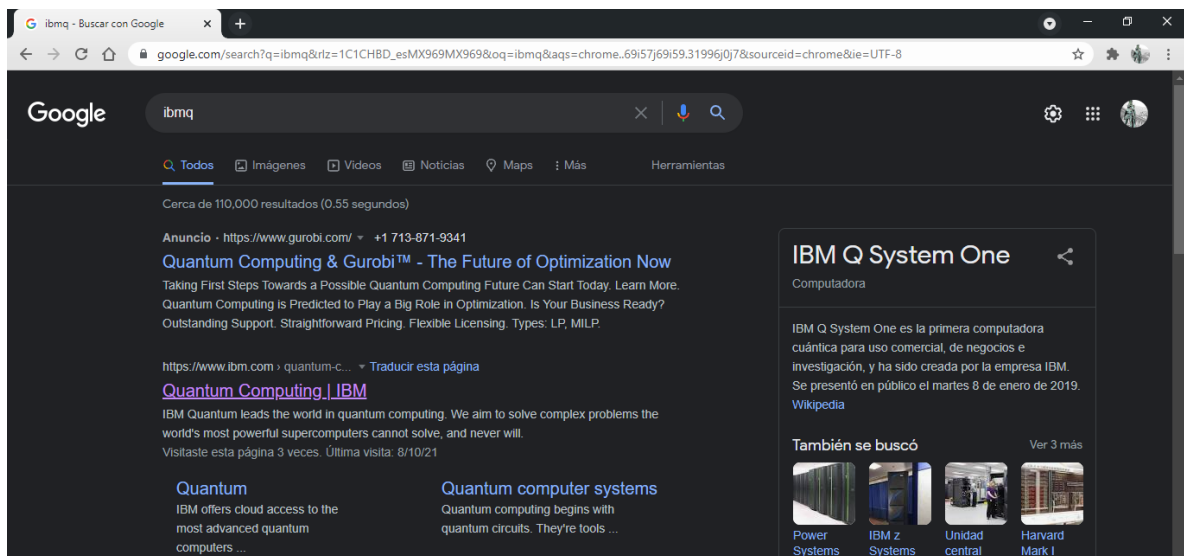 ibmq - Buscar con Google
google.com/search?q=ibmq&rlz=1C1CHBD_esMX969MX969&oq=ibmq&aqs=chrome..69i57j69i59.31996j0j7&sourceid=chrome&ie=UTF-8
Google
ibmq
Todos Imágenes Videos Noticias Maps Más Herramientas
Cerca de 110,000 resultados (0.55 segundos)
Anuncio · https://www.gurobi.com/ +1 713-871-9341
Quantum Computing & Gurobi™ - The Future of Optimization Now
Taking First Steps Towards a Possible Quantum Computing Future Can Start Today. Learn More.
Quantum Computing is Predicted to Play a Big Role in Optimization. Is Your Business Ready?
Outstanding Support. Straightforward Pricing. Flexible Licensing. Types: LP, MILP.
https://www.ibm.com › quantum-c... Traducir esta página
Quantum Computing | IBM
IBM Quantum leads the world in quantum computing. We aim to solve complex problems the
world's most powerful supercomputers cannot solve, and never will.
Visitaste esta página 3 veces. Última visita: 8/10/21
Quantum
IBM offers cloud access to the
most advanced quantum
computers ...
Quantum computer systems
Quantum computing begins with
quantum circuits. They're tools ...
IBM Q System One
Computadora
IBM Q System One es la primera computadora
cuántica para uso comercial, de negocios e
investigación, y ha sido creada por la empresa IBM.
Se presentó en público el martes 8 de enero de 2019.
Wikipedia
También se buscó Ver 3 más
Power
Systems
IBM z
Systems
Unidad
central
Harvard
Mark I